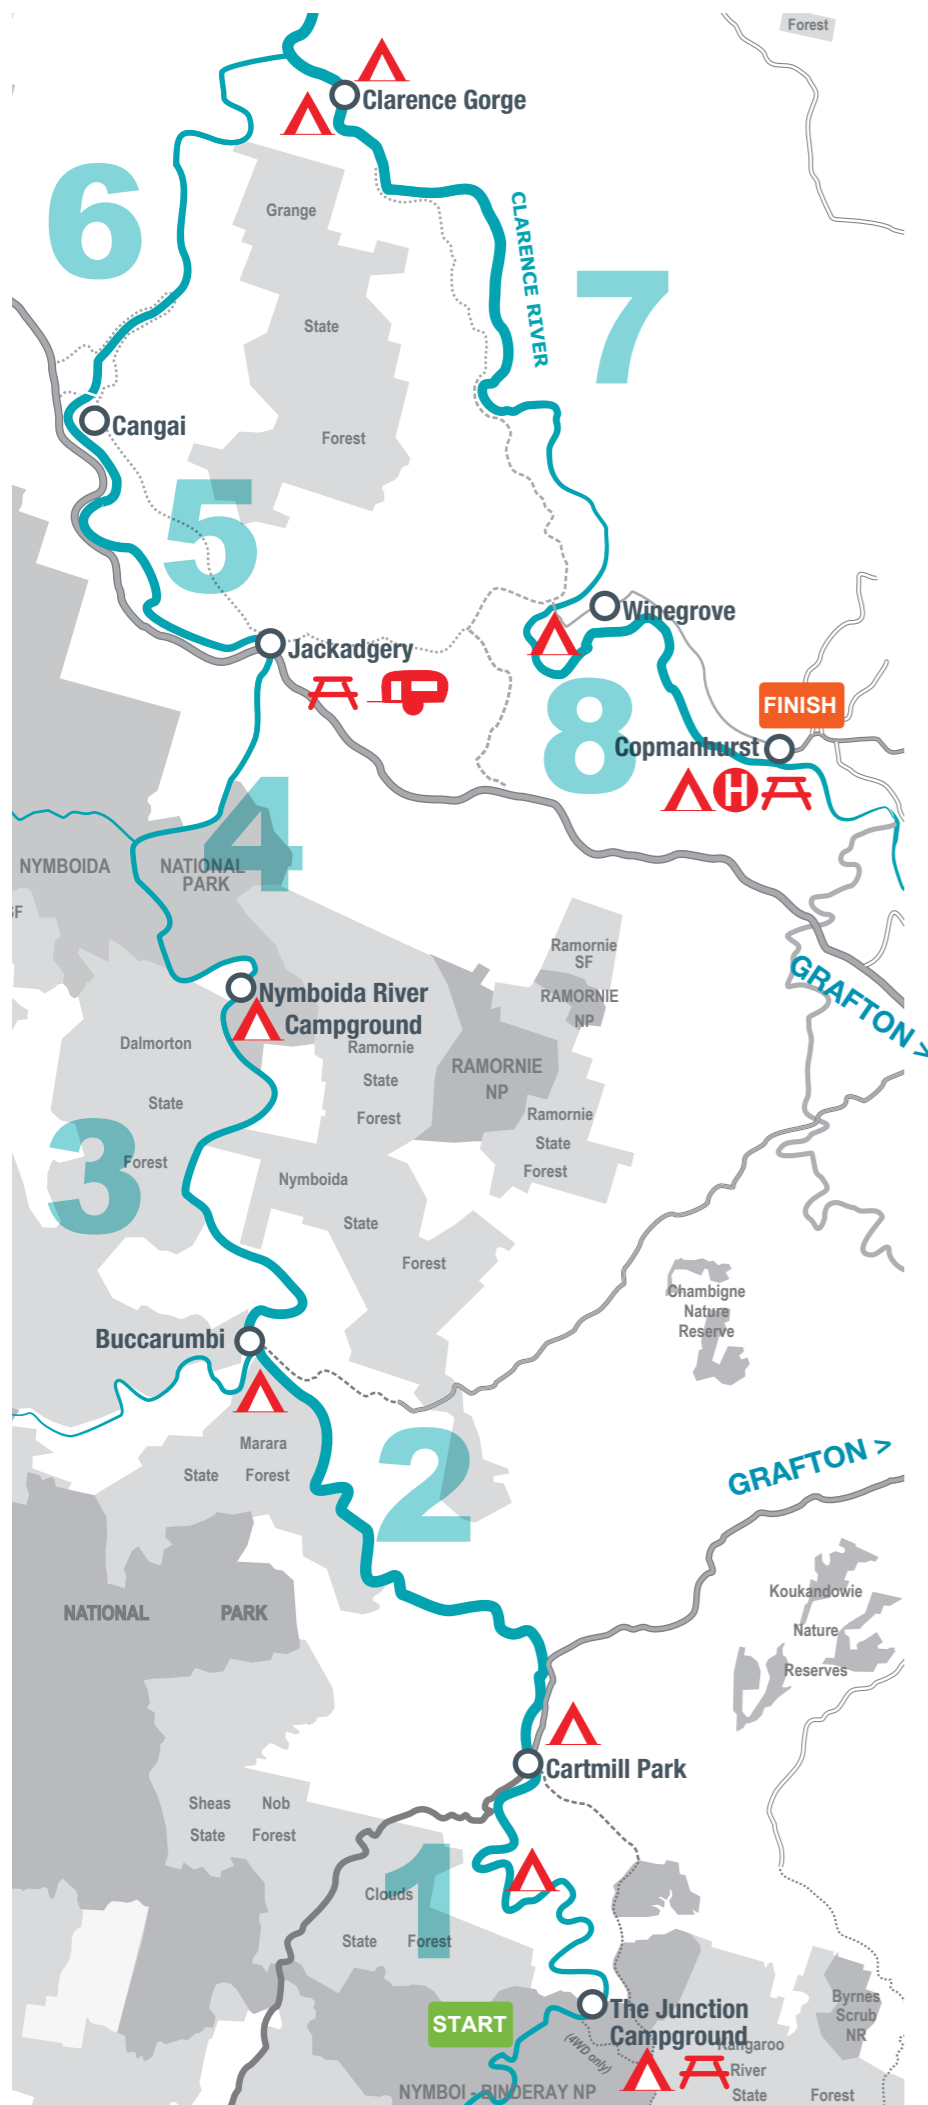 Forest
Clarence Gorge
6
Grange
CLARENCE RIVER
7
State
Cangai
Forest
5
Winegrove
Jackadgery
8
FINISH
Copmanhurst
H
4
NYMBOIDA
NATIONAL
PARK
SF
Ramornie
SF
GRAFTON >
Nymboida River
Campground
RAMORNIE
NP
Dalmorton
State
Forest
Ramornie
State
Forest
RAMORNIE
NP
Ramornie
State
Forest
3
Nymboida
State
Forest
Chambigne
Nature
Reserve
Buccarumbi
2
Marara
State Forest
GRAFTON >
NATIONAL PARK
Koukandowie
Nature
Reserves
Cartmill Park
Sheas Nob
State Forest
1
Clouds
State Forest
START
The Junction
Campground
(4WD only)
Byrnes
Scrub
NR
Kangaroo
River
State Forest
NYMBOI - BINDERAY NP